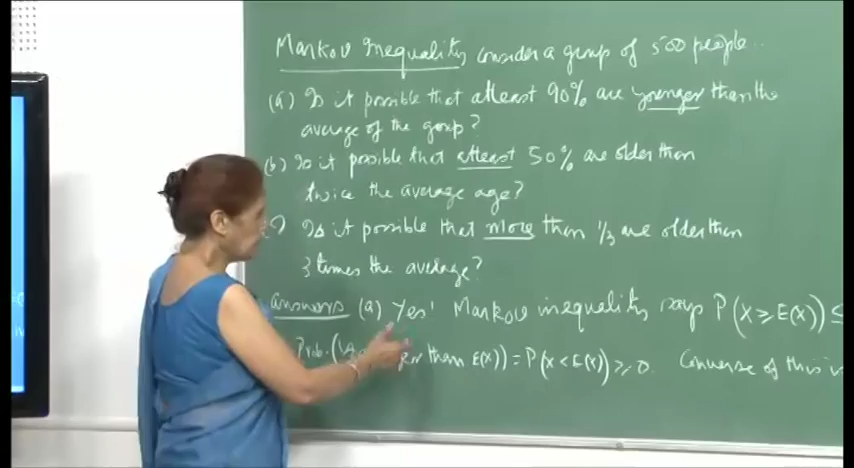 Markov Inequality consider a group of 500 people..
(a) Is it possible that atleast 90% are younger than the
average of the group?
(b) Is it possible that atleast 50% are older than
twice the average age?
Is it possible that more than 1/3 are older than
3 times the average?
answers (a) Yes! Markov inequality says P(X ≥ E(X)) ≤
Prob. ( than E(X)) = P(X < E(X)) ≥ 0. Converse of this is